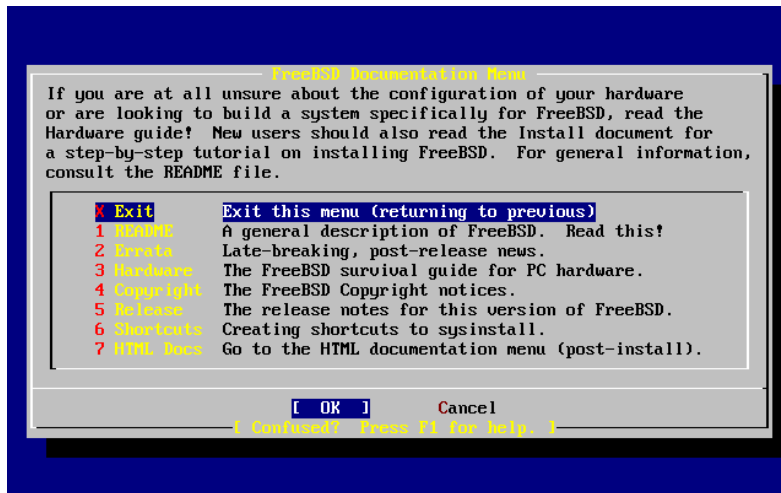 FreeBSD Documentation Menu
If you are at all unsure about the configuration of your hardware
or are looking to build a system specifically for FreeBSD, read the
Hardware guide!  New users should also read the Install document for
a step-by-step tutorial on installing FreeBSD.  For general information,
consult the README file.
X Exit Exit this menu (returning to previous)
1 README A general description of FreeBSD.  Read this!
2 Errata Late-breaking, post-release news.
3 Hardware The FreeBSD survival guide for PC hardware.
4 Copyright The FreeBSD Copyright notices.
5 Release The release notes for this version of FreeBSD.
6 Shortcuts Creating shortcuts to sysinstall.
7 HTML Docs Go to the HTML documentation menu (post-install).
[ OK ] Cancel
[ Confused? Press F1 for help. ]